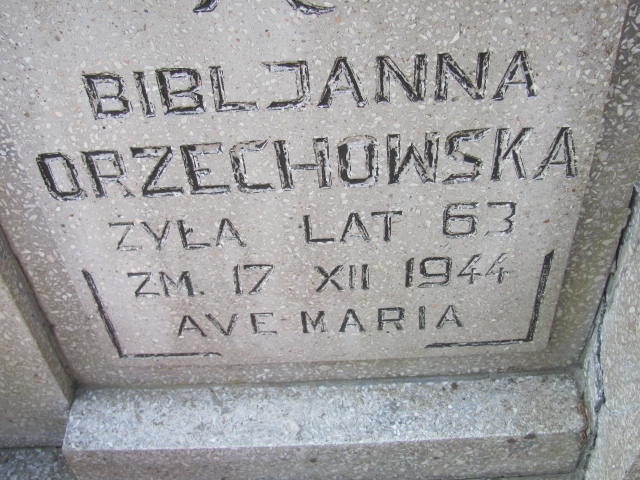 BIBLJANNA
ORZECHOWSKA
ŻYŁA LAT 63
ZM. 17 XII 1944
AVE MARIA